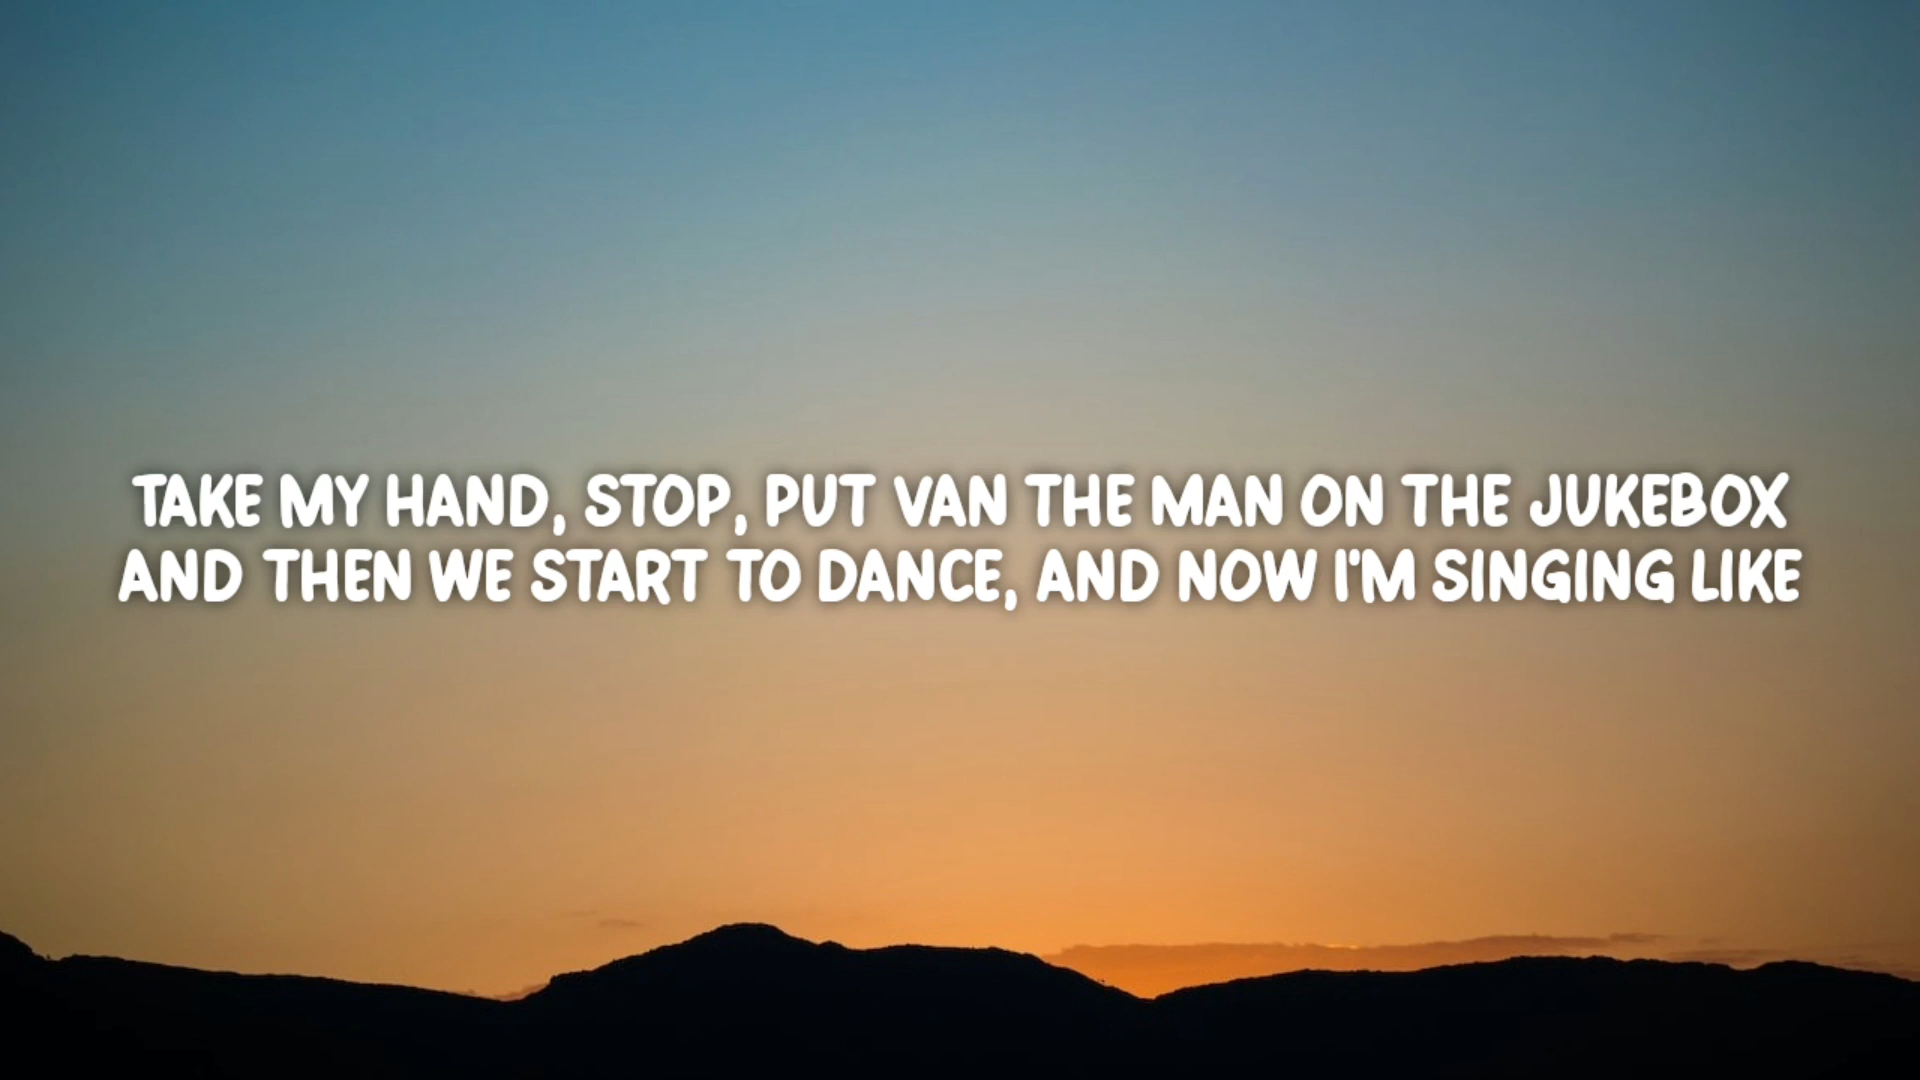 TAKE MY HAND, STOP, PUT VAN THE MAN ON THE JUKEBOX
AND THEN WE START TO DANCE, AND NOW I'M SINGING LIKE